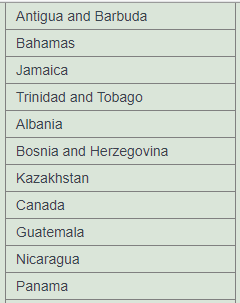 Antigua and Barbuda
Bahamas
Jamaica
Trinidad and Tobago
Albania
Bosnia and Herzegovina
Kazakhstan
Canada
Guatemala
Nicaragua
Panama